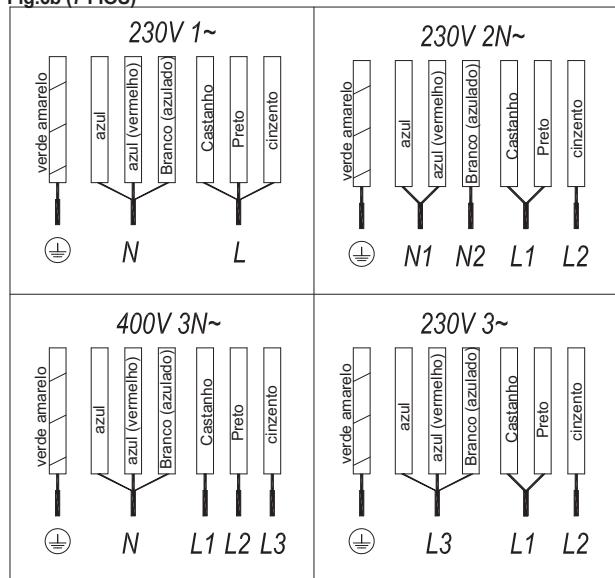 (7 FIOS)
230V 1~
verde amarelo
azul
azul (vermelho)
Branco (azulado)
Castanho
Preto
cinzento
N L
230V 2N~
verde amarelo
azul
azul (vermelho)
Branco (azulado)
Castanho
Preto
cinzento
N1 N2 L1 L2
400V 3N~
verde amarelo
azul
azul (vermelho)
Branco (azulado)
Castanho
Preto
cinzento
N L1 L2 L3
230V 3~
verde amarelo
azul
azul (vermelho)
Branco (azulado)
Castanho
Preto
cinzento
L3 L1 L2